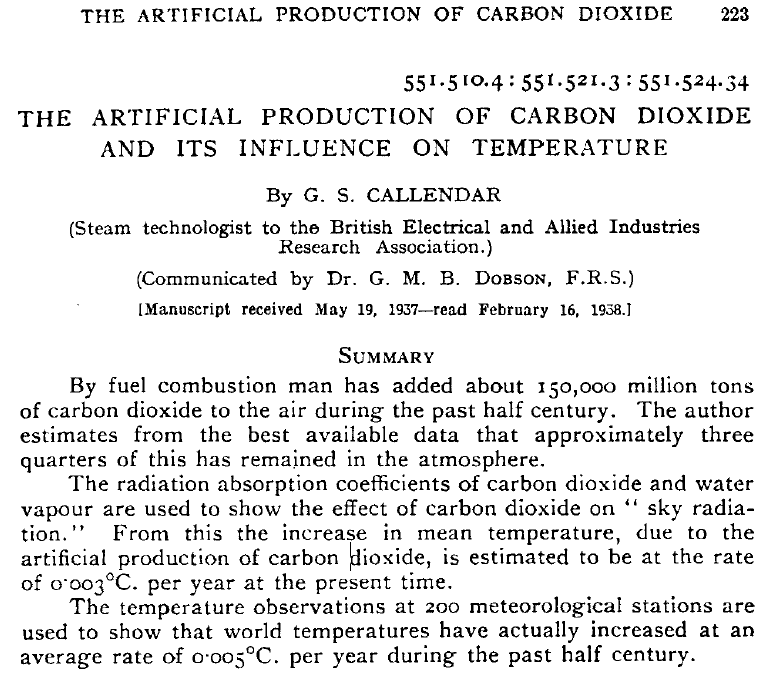 THE ARTIFICIAL PRODUCTION OF CARBON DIOXIDE 223
551.510.4 : 551.521.3 : 551.524.34
THE ARTIFICIAL PRODUCTION OF CARBON DIOXIDE
AND ITS INFLUENCE ON TEMPERATURE
By G. S. CALLENDAR
(Steam technologist to the British Electrical and Allied Industries
Research Association.)
(Communicated by Dr. G. M. B. DOBSON, F.R.S.)
[Manuscript received May 19, 1937—read February 16, 1938.]
SUMMARY
By fuel combustion man has added about 150,000 million tons
of carbon dioxide to the air during the past half century. The author
estimates from the best available data that approximately three
quarters of this has remained in the atmosphere.
The radiation absorption coefficients of carbon dioxide and water
vapour are used to show the effect of carbon dioxide on “ sky radia-
tion.” From this the increase in mean temperature, due to the
artificial production of carbon dioxide, is estimated to be at the rate
of 0·003°C. per year at the present time.
The temperature observations at 200 meteorological stations are
used to show that world temperatures have actually increased at an
average rate of 0·005°C. per year during the past half century.